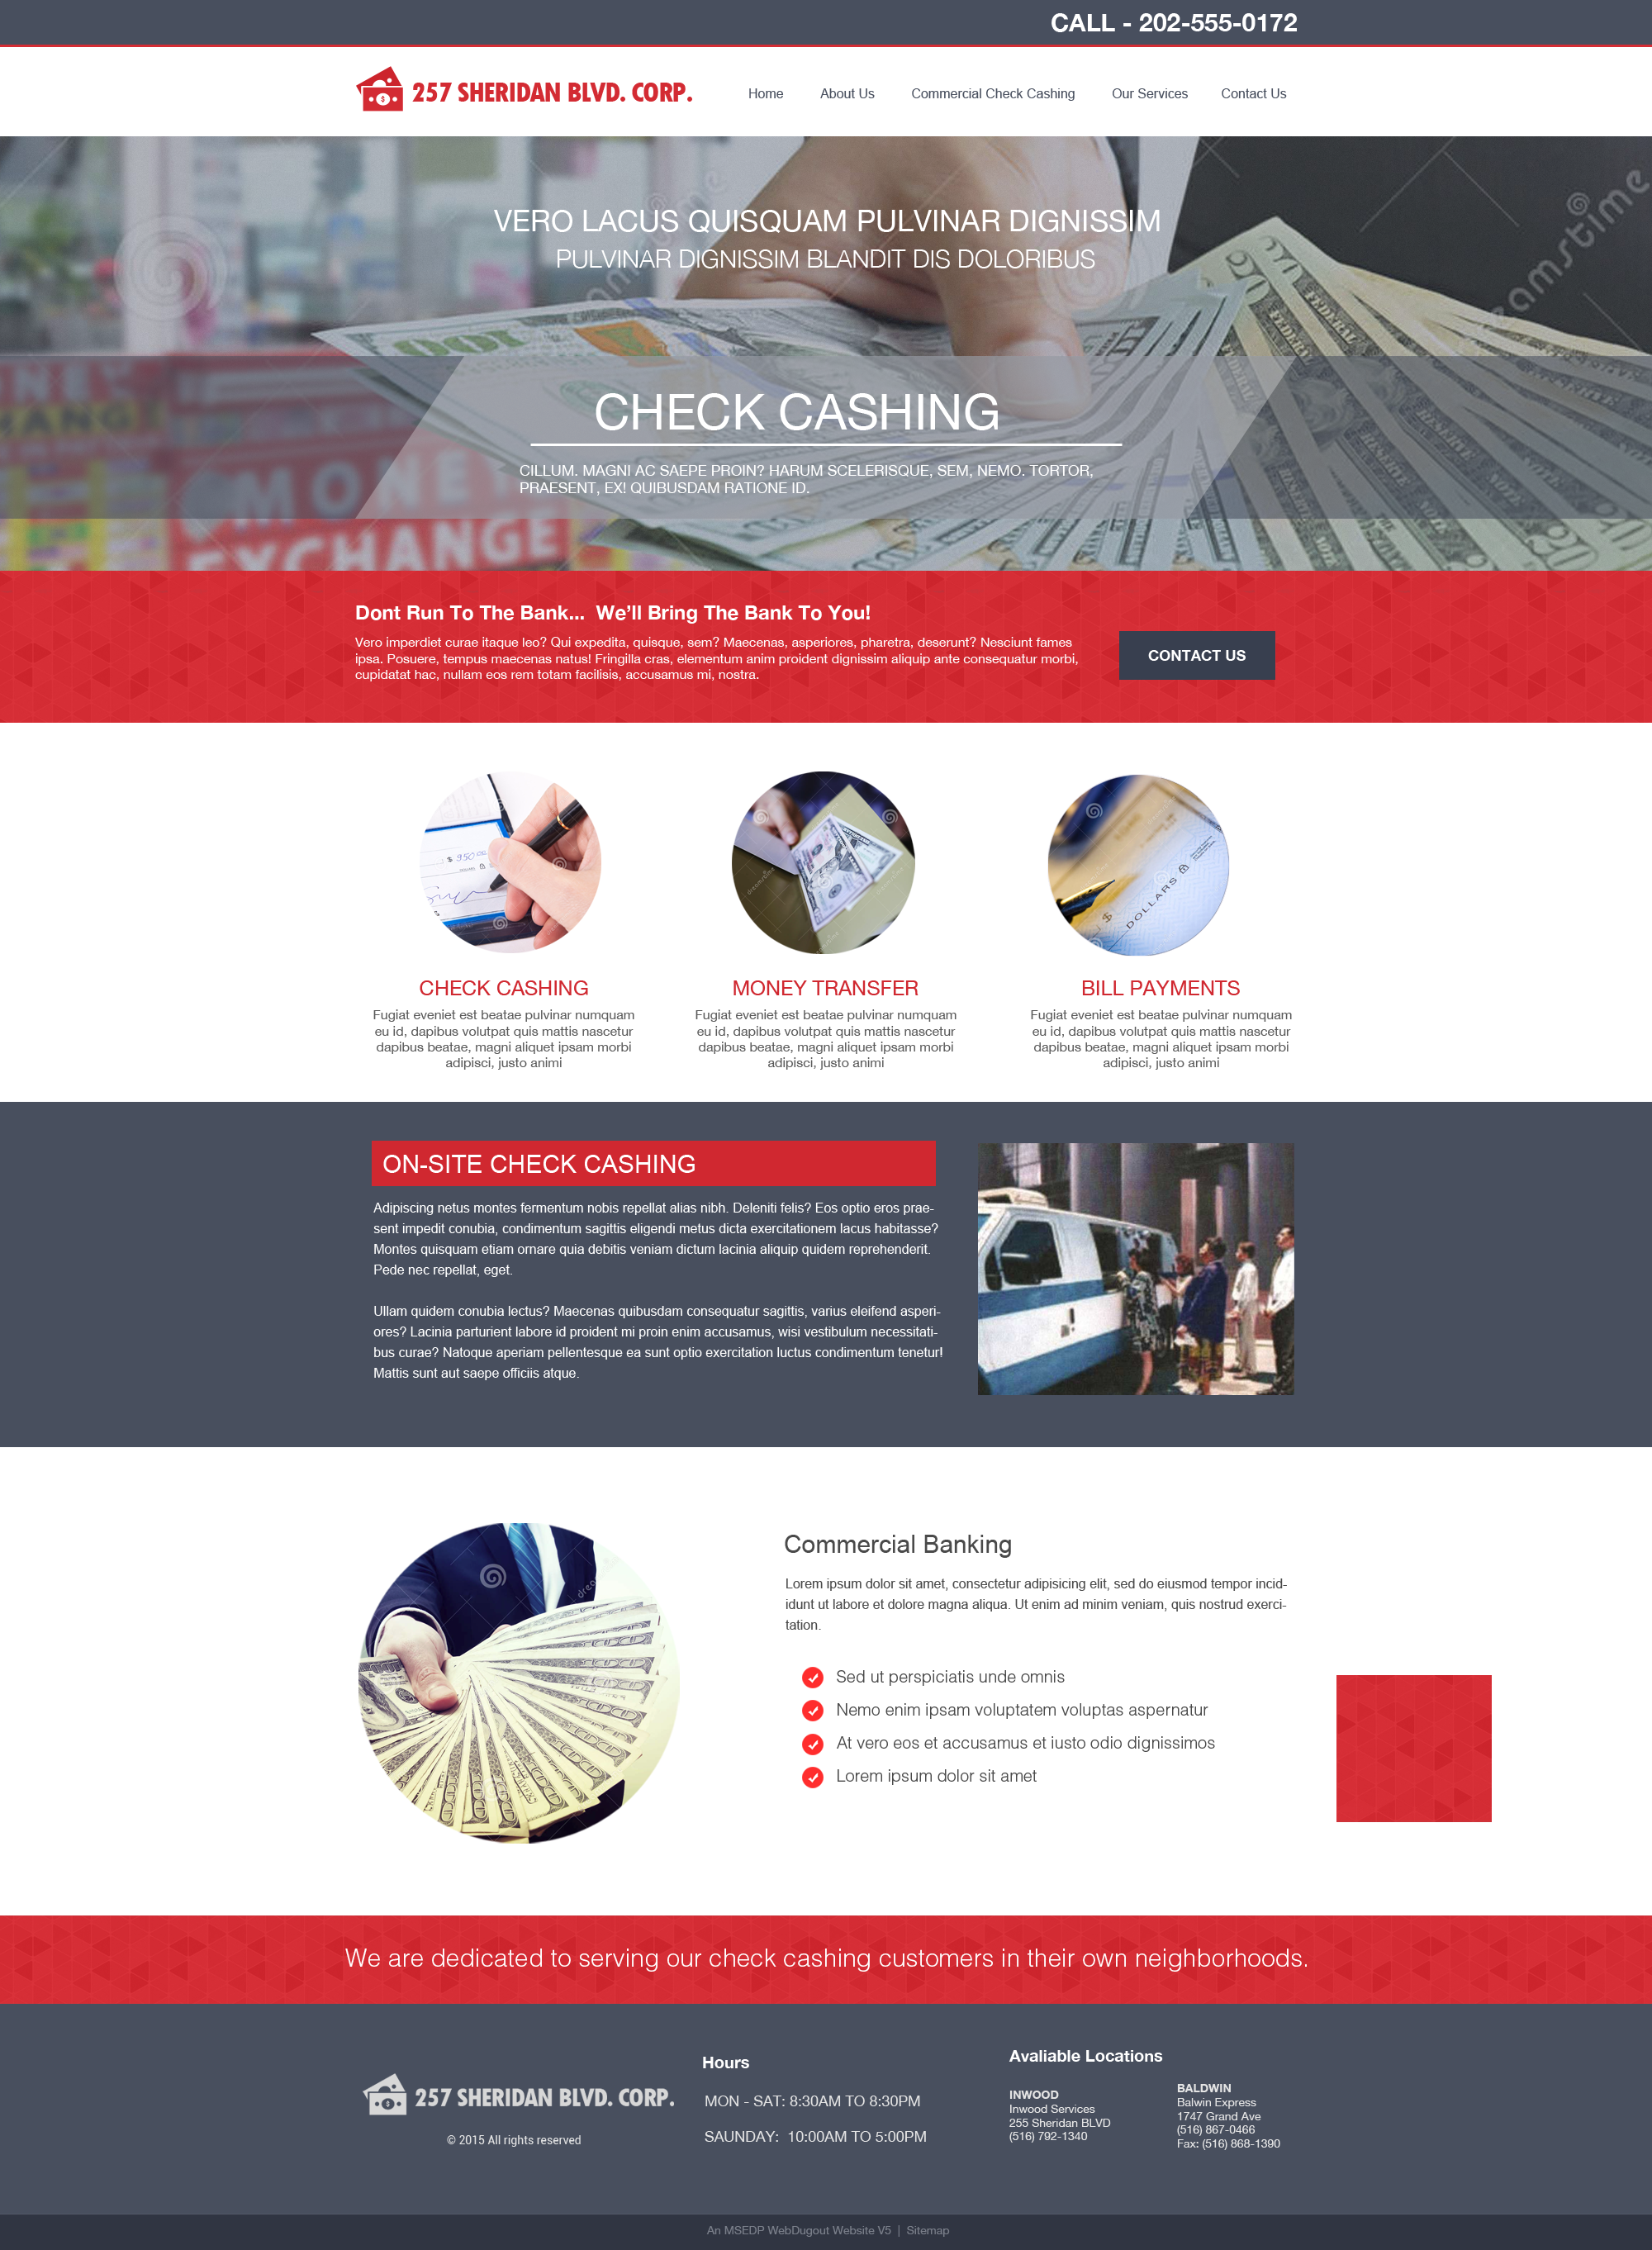 CALL - 202-555-0172
257 SHERIDAN BLVD. CORP.
Home
About Us
Commercial Check Cashing
Our Services
Contact Us
VERO LACUS QUISQUAM PULVINAR DIGNISSIM
PULVINAR DIGNISSIM BLANDIT DIS DOLORIBUS
CHECK CASHING
CILLUM. MAGNI AC SAEPE PROIN? HARUM SCELERISQUE, SEM, NEMO. TORTOR,
PRAESENT, EX! QUIBUSDAM RATIONE ID.
MONEY
EXCHANGE
Dont Run To The Bank... We'll Bring The Bank To You!
Vero imperdiet curae itaque leo? Qui expedita, quisque, sem? Maecenas, asperiores, pharetra, deserunt? Nesciunt fames
ipsa. Posuere, tempus maecenas natus! Fringilla cras, elementum anim proident dignissim aliquip ante consequatur morbi,
cupidatat hac, nullam eos rem totam facilisis, accusamus mi, nostra.
CONTACT US
DOLLARS
CHECK CASHING
Fugiat eveniet est beatae pulvinar numquam
eu id, dapibus volutpat quis mattis nascetur
dapibus beatae, magni aliquet ipsam morbi
adipisci, justo animi
MONEY TRANSFER
Fugiat eveniet est beatae pulvinar numquam
eu id, dapibus volutpat quis mattis nascetur
dapibus beatae, magni aliquet ipsam morbi
adipisci, justo animi
BILL PAYMENTS
Fugiat eveniet est beatae pulvinar numquam
eu id, dapibus volutpat quis mattis nascetur
dapibus beatae, magni aliquet ipsam morbi
adipisci, justo animi
ON-SITE CHECK CASHING
Adipiscing netus montes fermentum nobis repellat alias nibh. Deleniti felis? Eos optio eros prae-
sent impedit conubia, condimentum sagittis eligendi metus dicta exercitationem lacus habitasse?
Montes quisquam etiam ornare quia debitis veniam dictum lacinia aliquip quidem reprehenderit.
Pede nec repellat, eget.
Ullam quidem conubia lectus? Maecenas quibusdam consequatur sagittis, varius eleifend asperi-
ores? Lacinia parturient labore id proident mi proin enim accusamus, wisi vestibulum necessitati-
bus curae? Natoque aperiam pellentesque ea sunt optio exercitation luctus condimentum tenetur!
Mattis sunt aut saepe officiis atque.
Commercial Banking
Lorem ipsum dolor sit amet, consectetur adipisicing elit, sed do eiusmod tempor incid-
idunt ut labore et dolore magna aliqua. Ut enim ad minim veniam, quis nostrud exerci-
tation.
Sed ut perspiciatis unde omnis
Nemo enim ipsam voluptatem voluptas aspernatur
At vero eos et accusamus et iusto odio dignissimos
Lorem ipsum dolor sit amet
We are dedicated to serving our check cashing customers in their own neighborhoods.
257 SHERIDAN BLVD. CORP.
© 2015 All rights reserved
Hours
MON - SAT: 8:30AM TO 8:30PM
SAUNDAY: 10:00AM TO 5:00PM
Avaliable Locations
INWOOD
Inwood Services
255 Sheridan BLVD
(516) 792-1340
BALDWIN
Balwin Express
1747 Grand Ave
(516) 867-0466
Fax: (516) 868-1390
An MSEDP WebDugout Website V5 | Sitemap